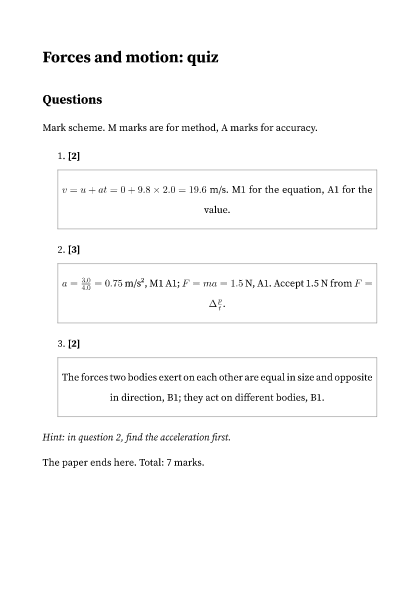 Forces and motion: quiz
Questions
Mark scheme. M marks are for method, A marks for accuracy.
1. [2]
v = u + at = 0 + 9.8 × 2.0 = 19.6 m/s. M1 for the equation, A1 for the
value.
2. [3]
a = 3.0/4.0 = 0.75 m/s², M1 A1; F = ma = 1.5 N, A1. Accept 1.5 N from F =
Δp/t.
3. [2]
The forces two bodies exert on each other are equal in size and opposite
in direction, B1; they act on different bodies, B1.
Hint: in question 2, find the acceleration first.
The paper ends here. Total: 7 marks.